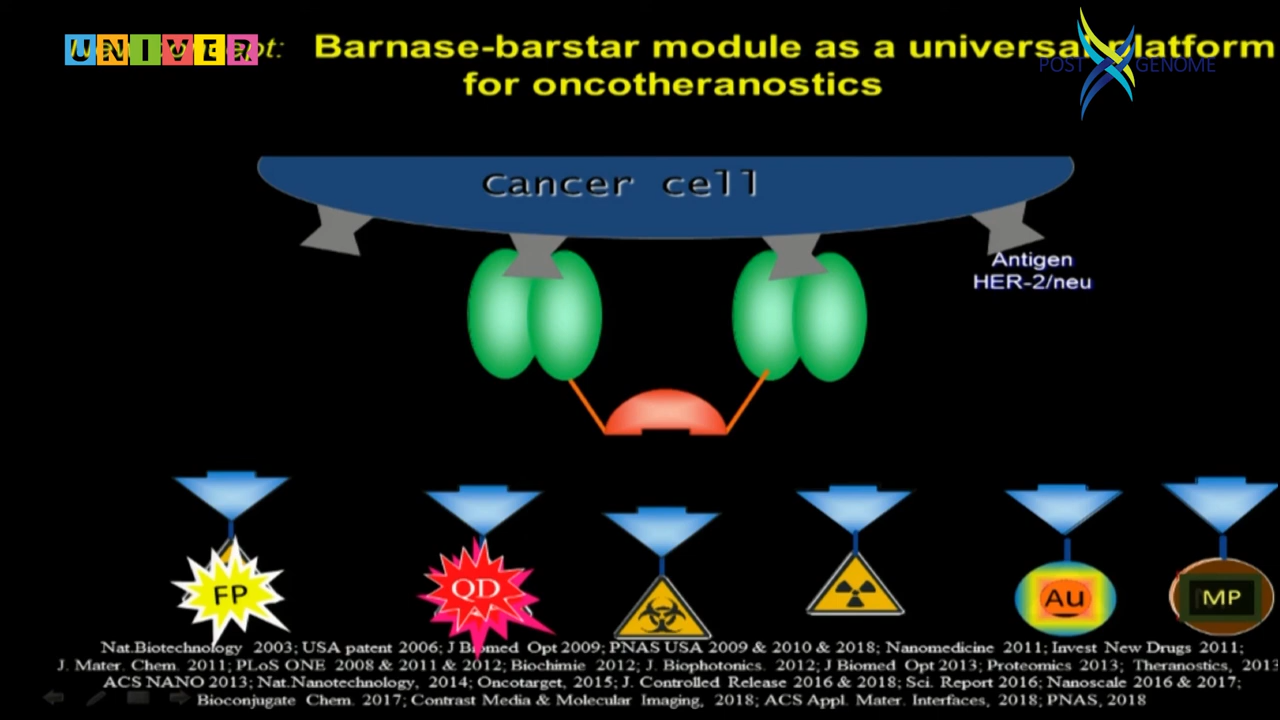 UNIVER
Barnase-barstar module as a universal platform
for oncotheranostics
POST GENOME
Cancer cell
Antigen
HER-2/neu
FP
QD
AU
MP
Nat.Biotechnology 2003; USA patent 2006; J Biomed Opt 2009; PNAS USA 2009 & 2010 & 2018; Nanomedicine 2011; Invest New Drugs 2011;
J. Mater. Chem. 2011; PLoS ONE 2008 & 2011 & 2012; Biochimie 2012; J. Biophotonics. 2012; J Biomed Opt 2013; Proteomics 2013; Theranostics, 2013
ACS NANO 2013; Nat.Nanotechnology, 2014; Oncotarget, 2015; J. Controlled Release 2016 & 2018; Sci. Report 2016; Nanoscale 2016 & 2017;
Bioconjugate Chem. 2017; Contrast Media & Molecular Imaging, 2018; ACS Appl. Mater. Interfaces, 2018; PNAS, 2018